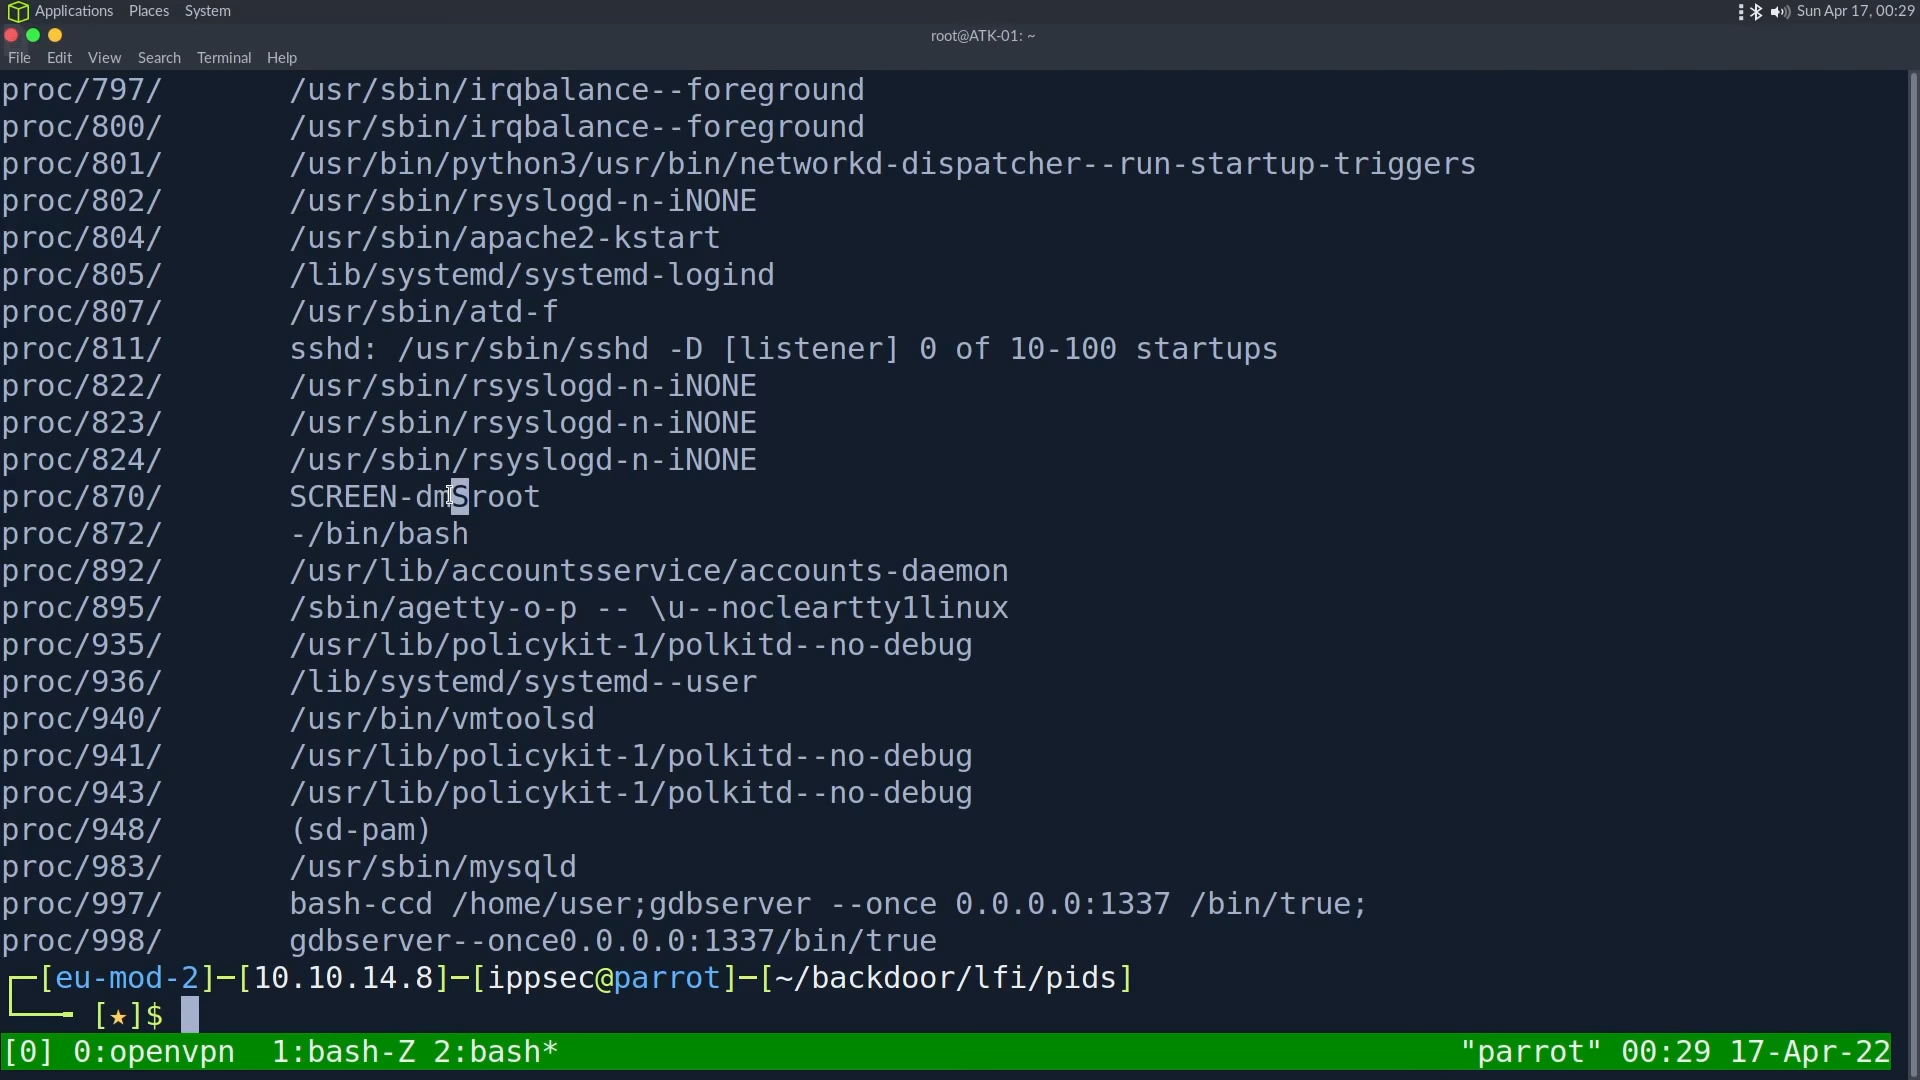 Applications Places System Sun Apr 17, 00:29
root@ATK-01: ~
File Edit View Search Terminal Help
proc/797/ /usr/sbin/irqbalance--foreground
proc/800/ /usr/sbin/irqbalance--foreground
proc/801/ /usr/bin/python3/usr/bin/networkd-dispatcher--run-startup-triggers
proc/802/ /usr/sbin/rsyslogd-n-iNONE
proc/804/ /usr/sbin/apache2-kstart
proc/805/ /lib/systemd/systemd-logind
proc/807/ /usr/sbin/atd-f
proc/811/ sshd: /usr/sbin/sshd -D [listener] 0 of 10-100 startups
proc/822/ /usr/sbin/rsyslogd-n-iNONE
proc/823/ /usr/sbin/rsyslogd-n-iNONE
proc/824/ /usr/sbin/rsyslogd-n-iNONE
proc/870/ SCREEN-dmSroot
proc/872/ -/bin/bash
proc/892/ /usr/lib/accountsservice/accounts-daemon
proc/895/ /sbin/agetty-o-p -- \u--nocleartty1linux
proc/935/ /usr/lib/policykit-1/polkitd--no-debug
proc/936/ /lib/systemd/systemd--user
proc/940/ /usr/bin/vmtoolsd
proc/941/ /usr/lib/policykit-1/polkitd--no-debug
proc/943/ /usr/lib/policykit-1/polkitd--no-debug
proc/948/ (sd-pam)
proc/983/ /usr/sbin/mysqld
proc/997/ bash-ccd /home/user;gdbserver --once 0.0.0.0:1337 /bin/true;
proc/998/ gdbserver--once0.0.0.0:1337/bin/true
┌─[eu-mod-2]─[10.10.14.8]─[ippsec@parrot]─[~/backdoor/lfi/pids]
└──╼ [★]$
[0] 0:openvpn 1:bash-Z 2:bash* "parrot" 00:29 17-Apr-22